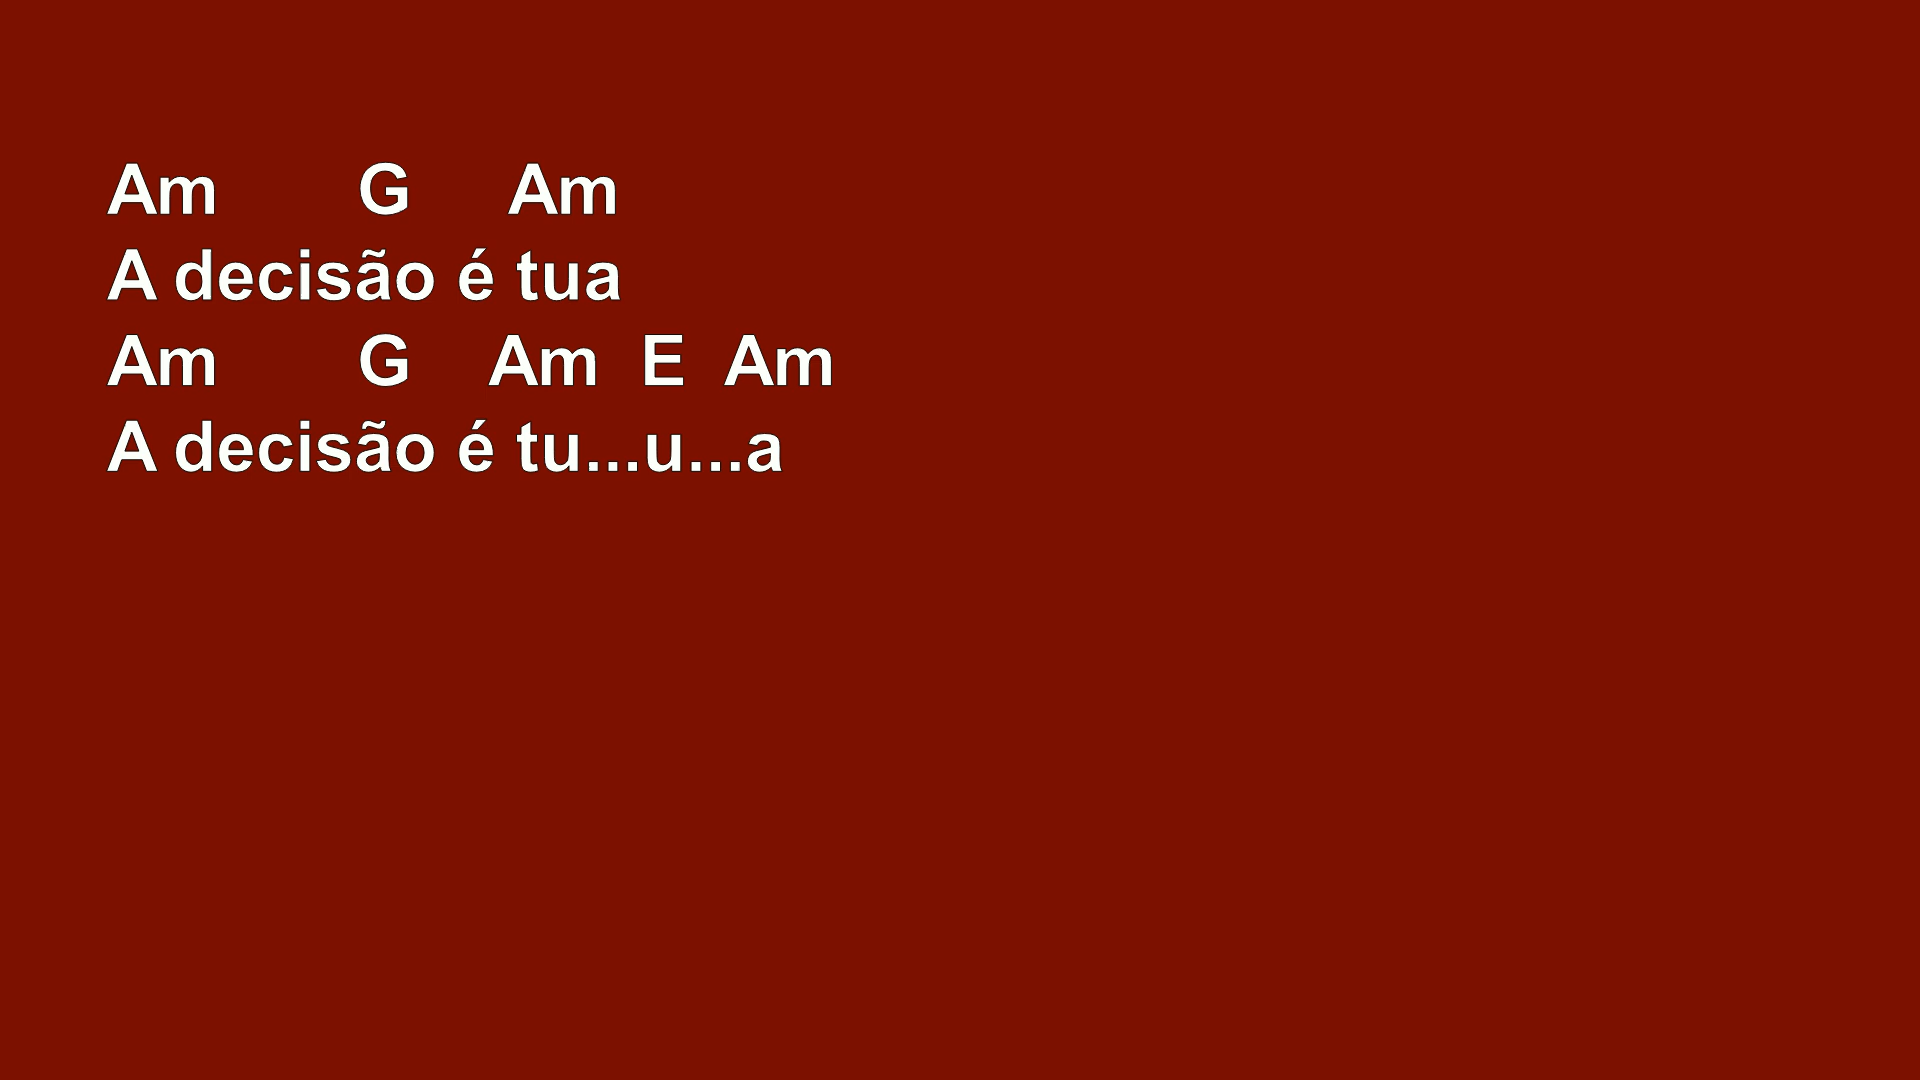 Am G Am
A decisão é tua
Am G Am E Am
A decisão é tu...u...a